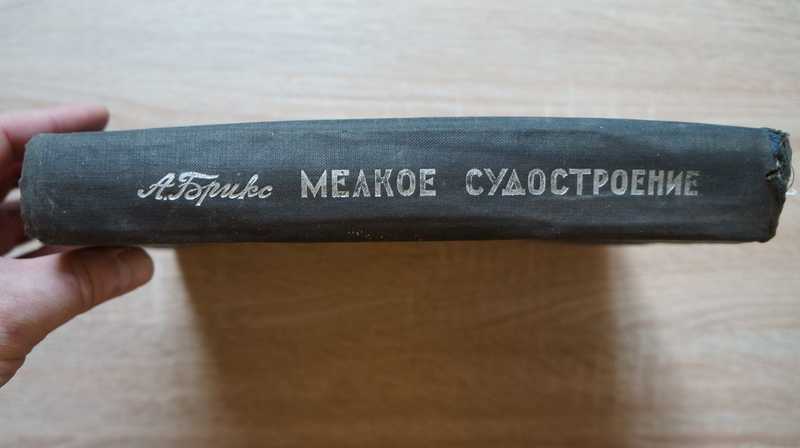 А.Брикс МЕЛКОЕ СУДОСТРОЕНИЕ